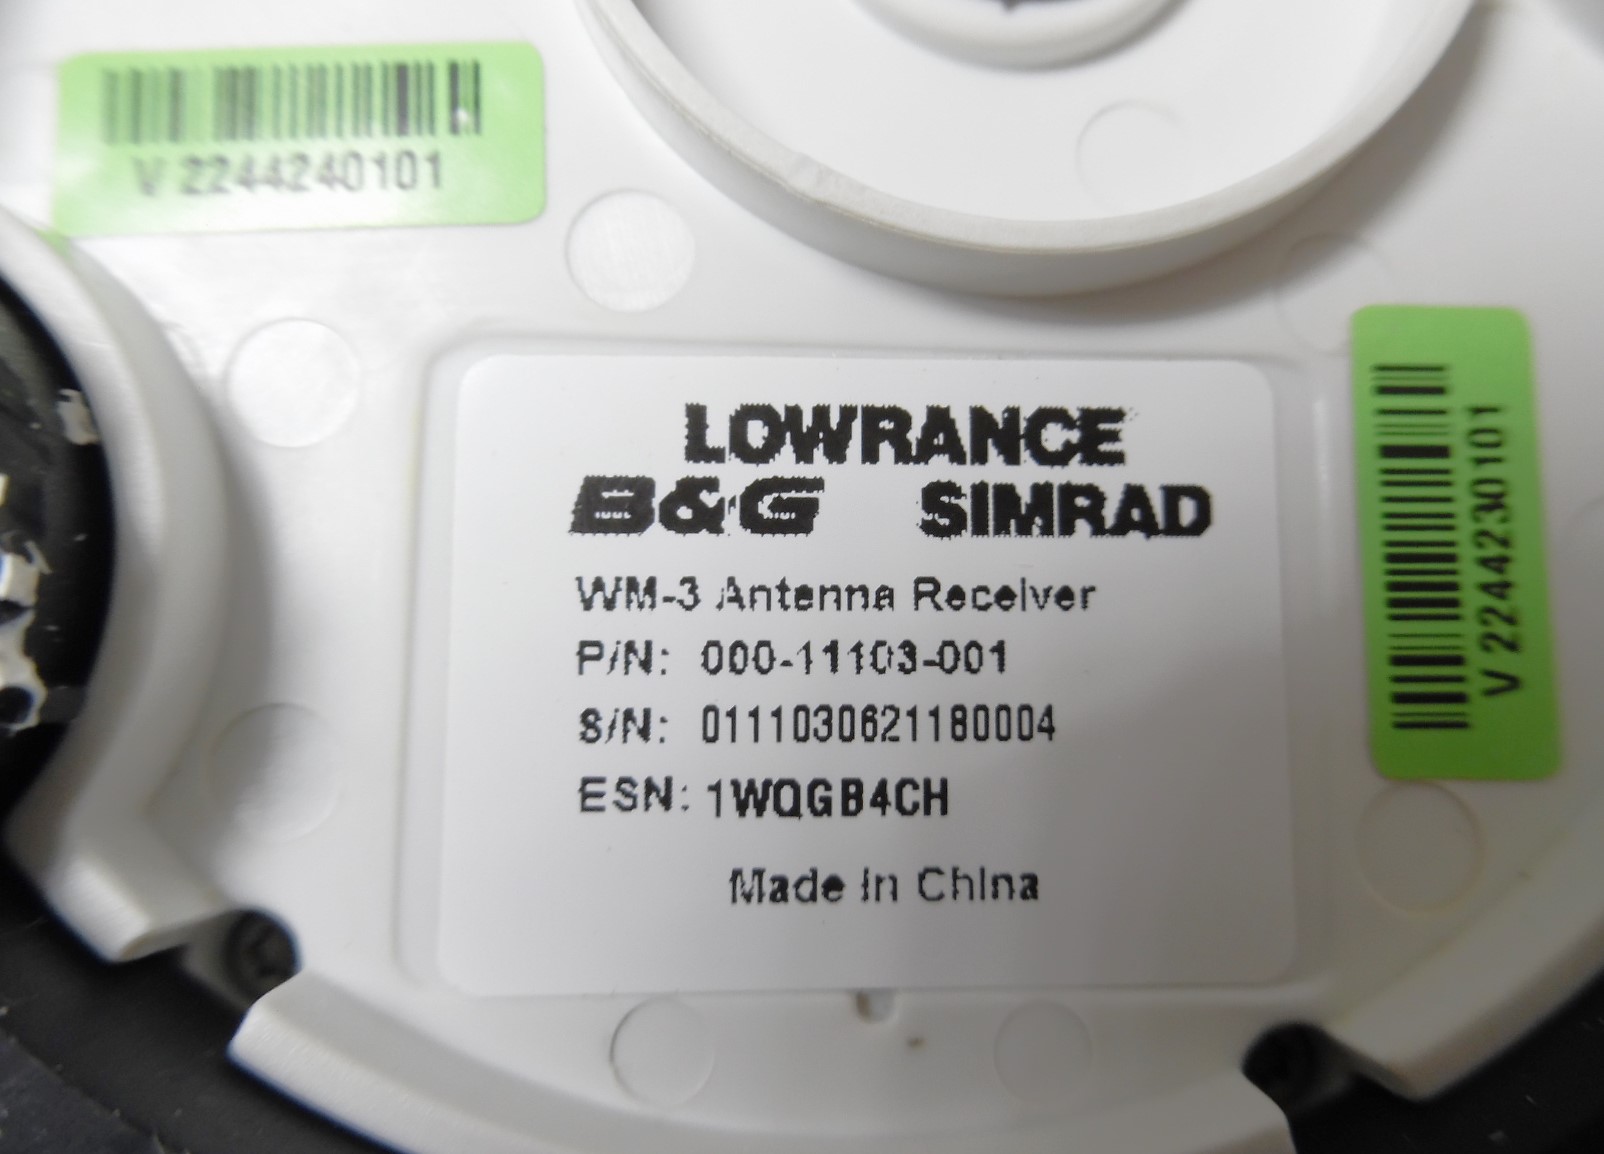 V 2244240101
LOWRANCE
B&G SIMRAD
WM-3 Antenna Receiver
P/N: 000-11103-001
S/N: 0111030621180004
ESN: 1WQGB4CH
Made in China
V 2244230101